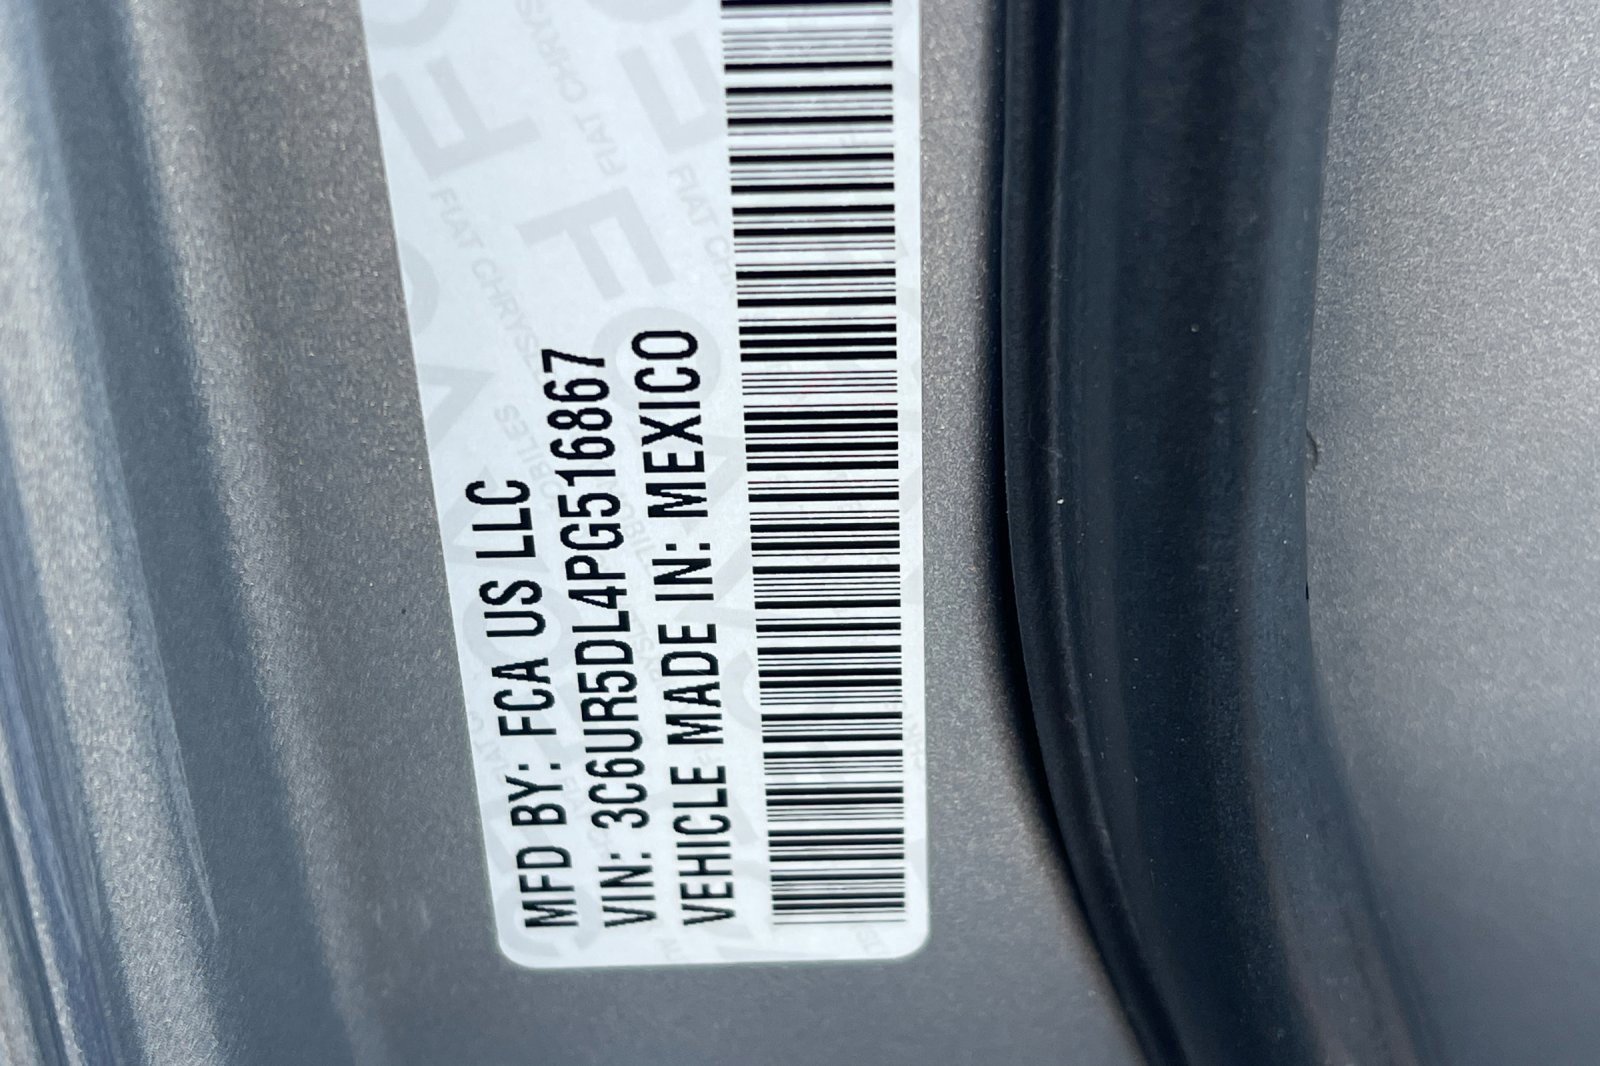 MFD BY: FCA US LLC
VIN: 3C6UR5DL4PG516867
VEHICLE MADE IN: MEXICO